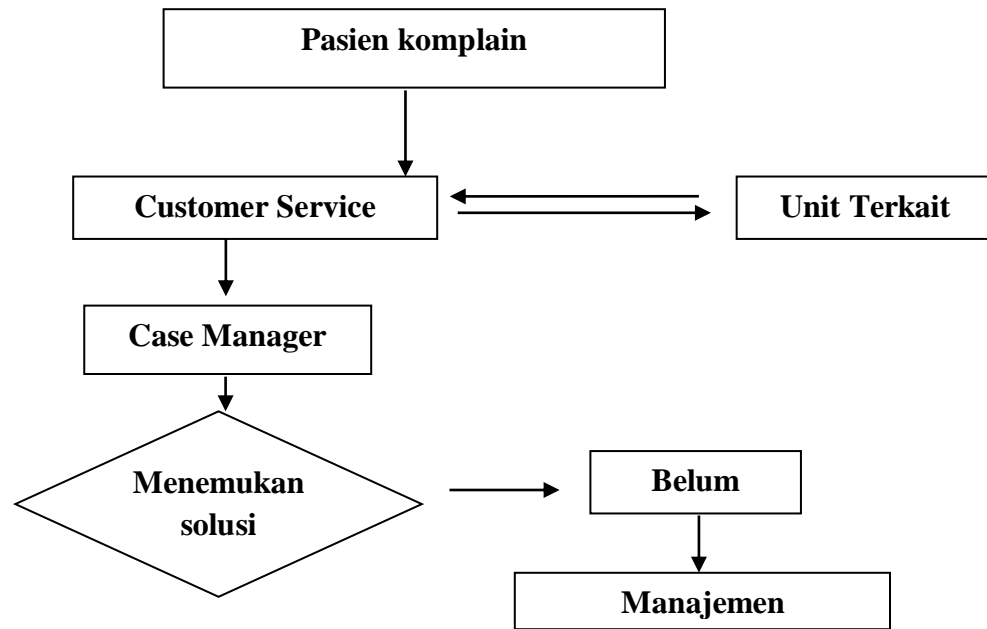 Pasien komplain
Customer Service
Unit Terkait
Case Manager
Menemukan
solusi
Belum
Manajemen